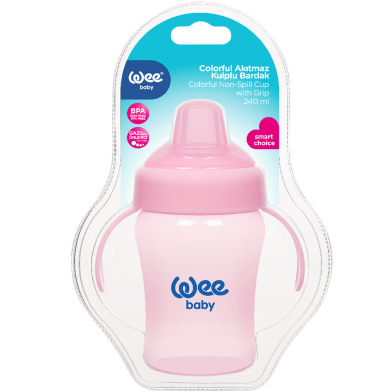 Wee
baby
Colorful Akıtmaz
Kulplu Bardak
Colorful Non-Spill Cup
with Grip
240 ml
BPA
smart
choice
Wee
baby